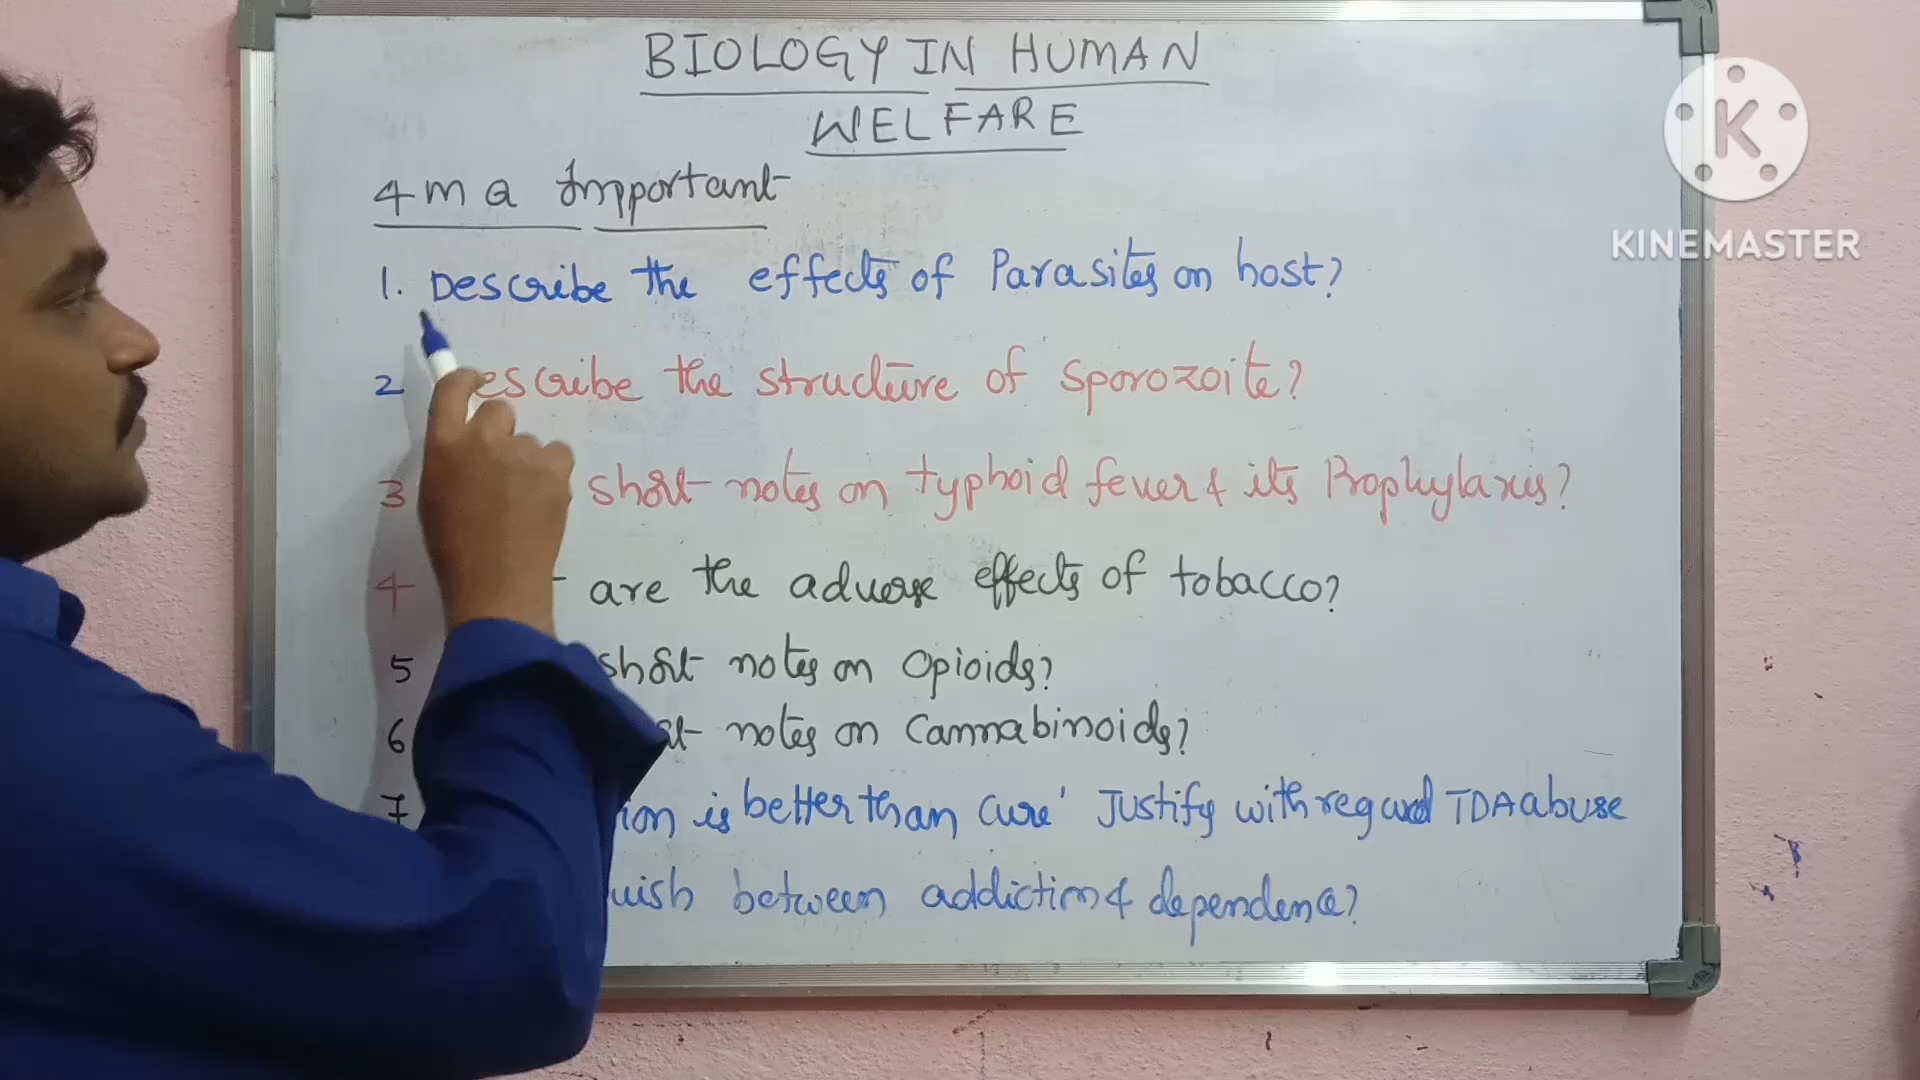 BIOLOGY IN HUMAN
WELFARE
4 m Q Important
1. Describe the effects of Parasites on host?
2 escribe the structure of sporozoite?
3 short notes on typhoid fever & its Prophylaxis?
4 are the adverse effects of tobacco?
5 short notes on Opioids?
6 notes on Cannabinoids?
7 ion is better than cure' Justify with regard TDA abuse
uish between addiction & dependence?
K
KINEMASTER